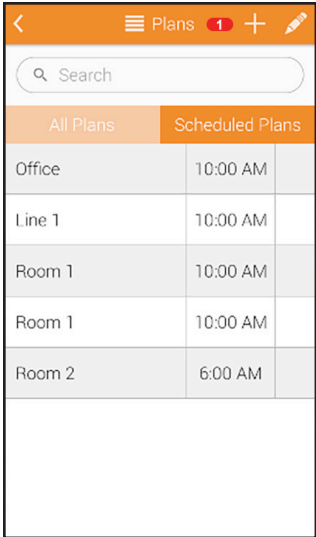 Plans 1
Search
All Plans Scheduled Plans
Office 10:00 AM
Line 1 10:00 AM
Room 1 10:00 AM
Room 1 10:00 AM
Room 2 6:00 AM